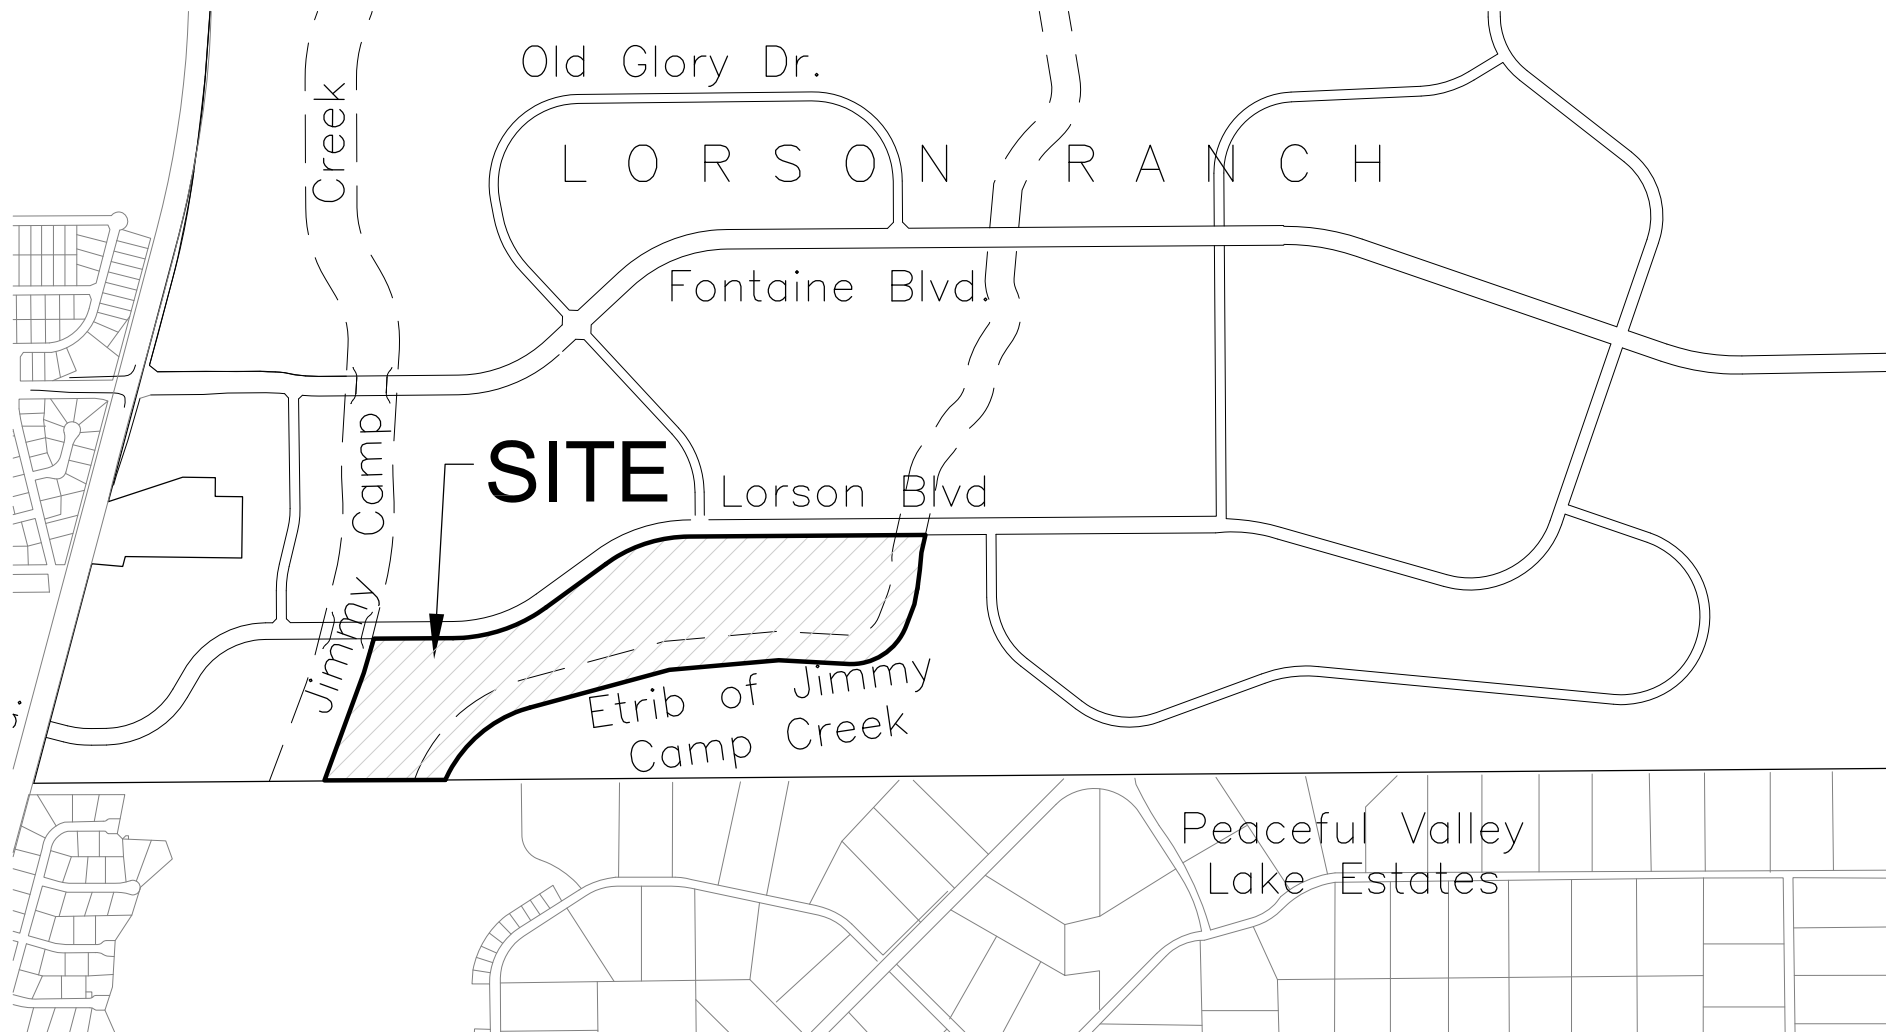 Old Glory Dr.
Creek
LORSON RANCH
Fontaine Blvd.
Camp
SITE
Lorson Blvd
Jimmy
Etrib of Jimmy
Camp Creek
Peaceful Valley
Lake Estates